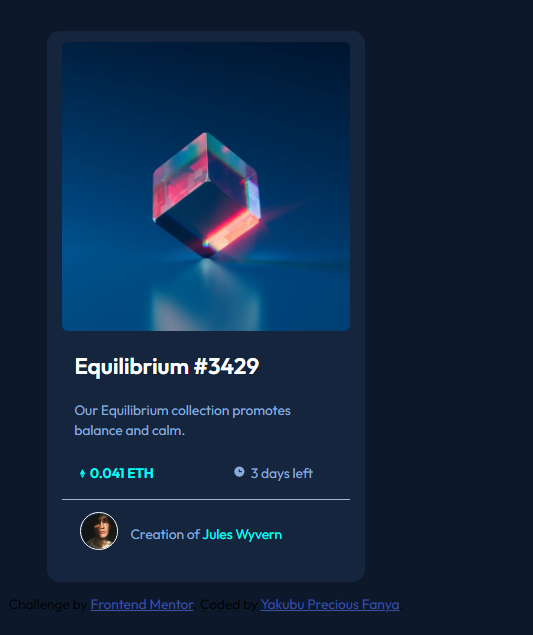 Equilibrium #3429
Our Equilibrium collection promotes
balance and calm.
0.041 ETH
3 days left
Creation of Jules Wyvern
Challenge by Frontend Mentor. Coded by Yakubu Precious Fanya